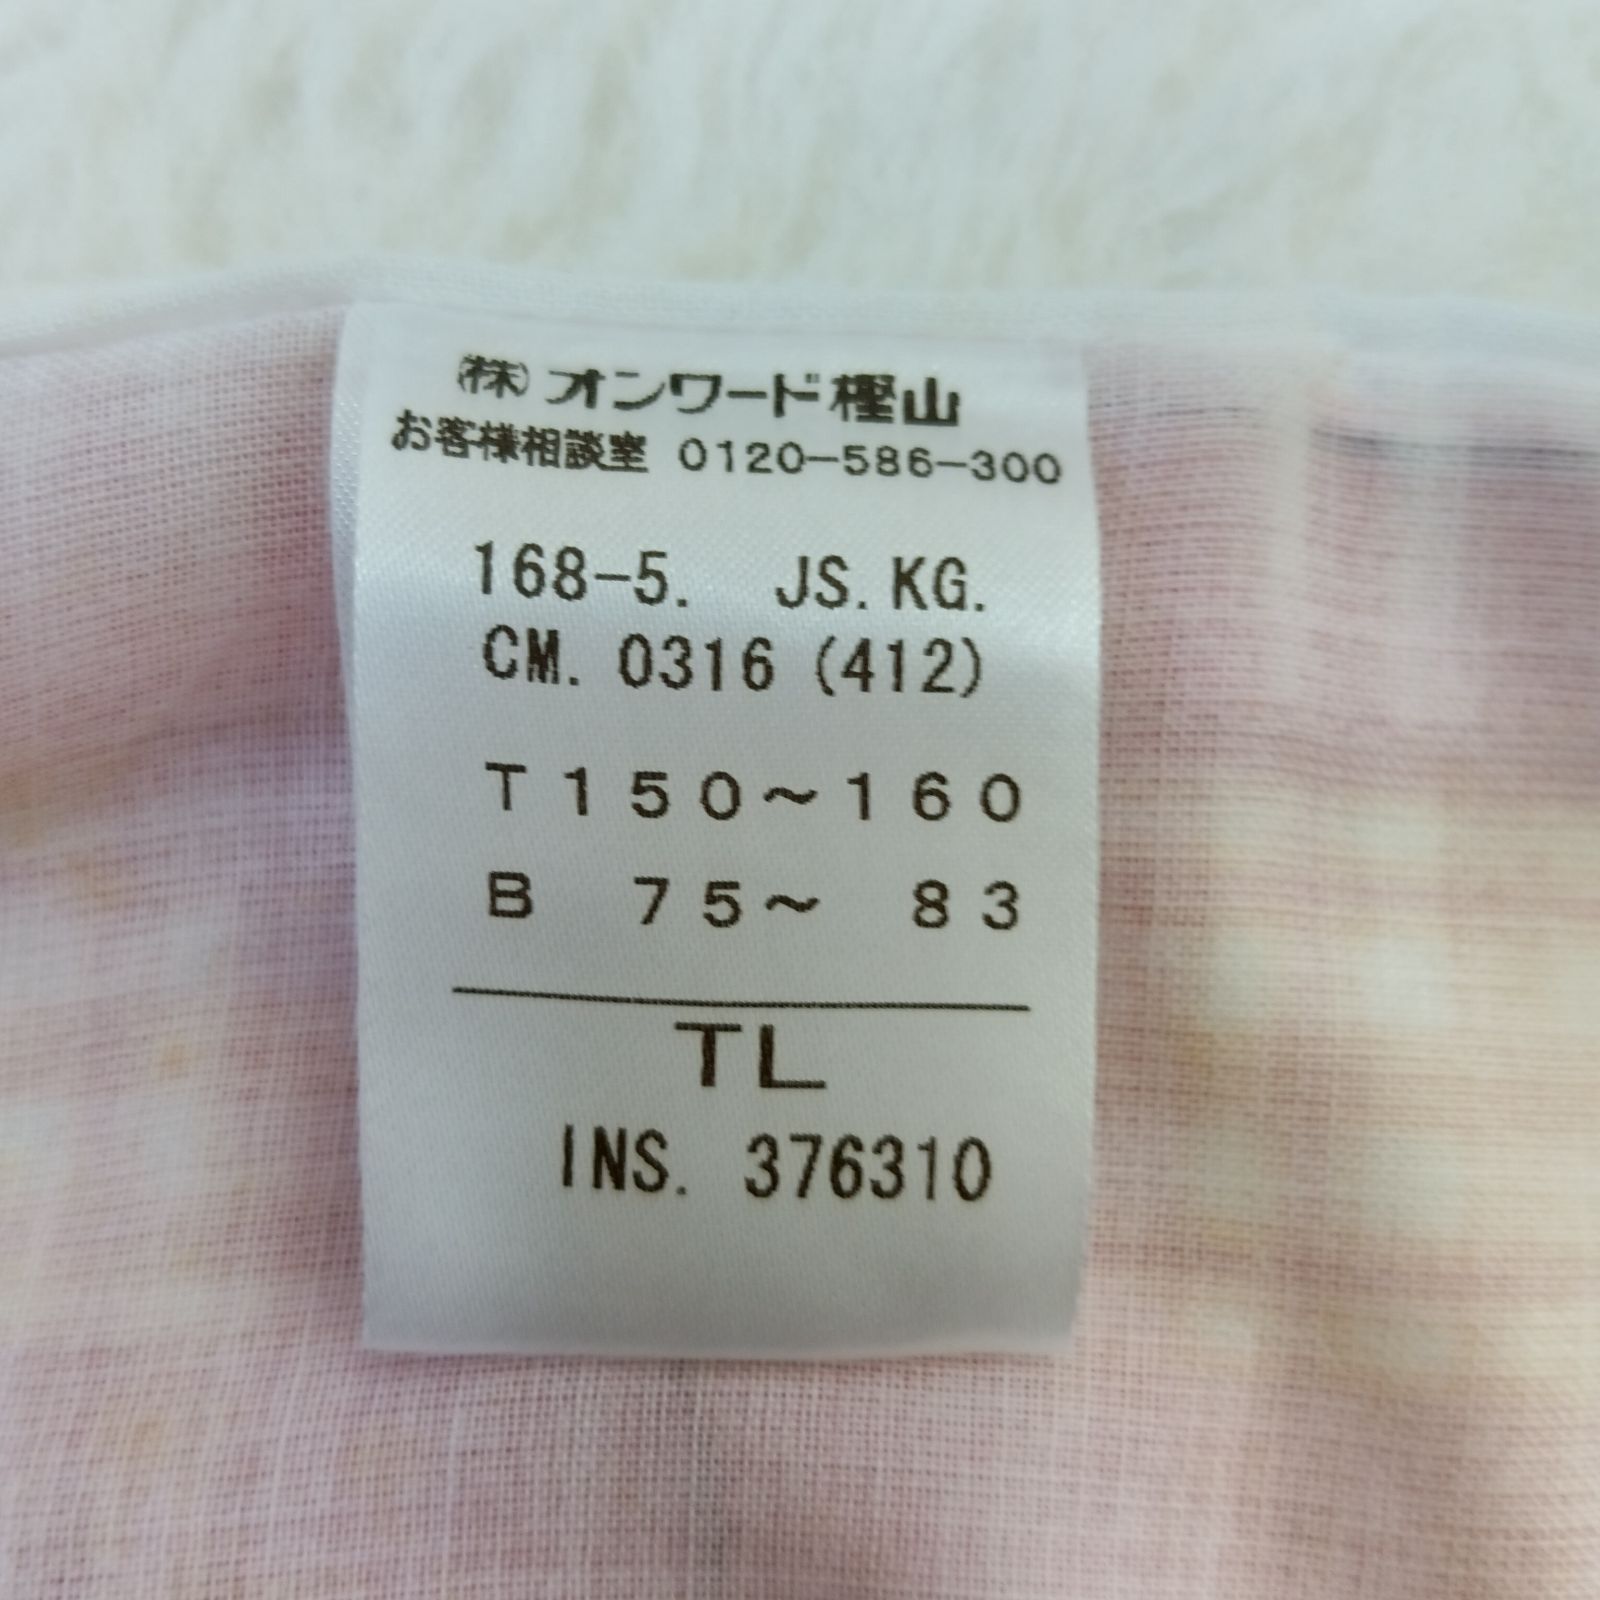 ㈱オンワード樫山
お客様相談室 0120-586-300
168-5. JS.KG.
CM.0316(412)
T150～160
B 75～ 83
TL
INS. 376310